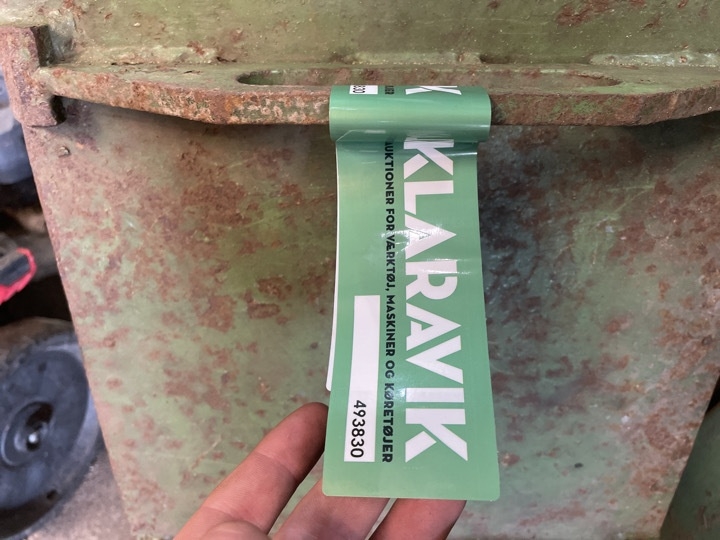 KLARAVIK
AUKTIONER FOR VÆRKTØJ, MASKINER OG KØRETØJER
493830